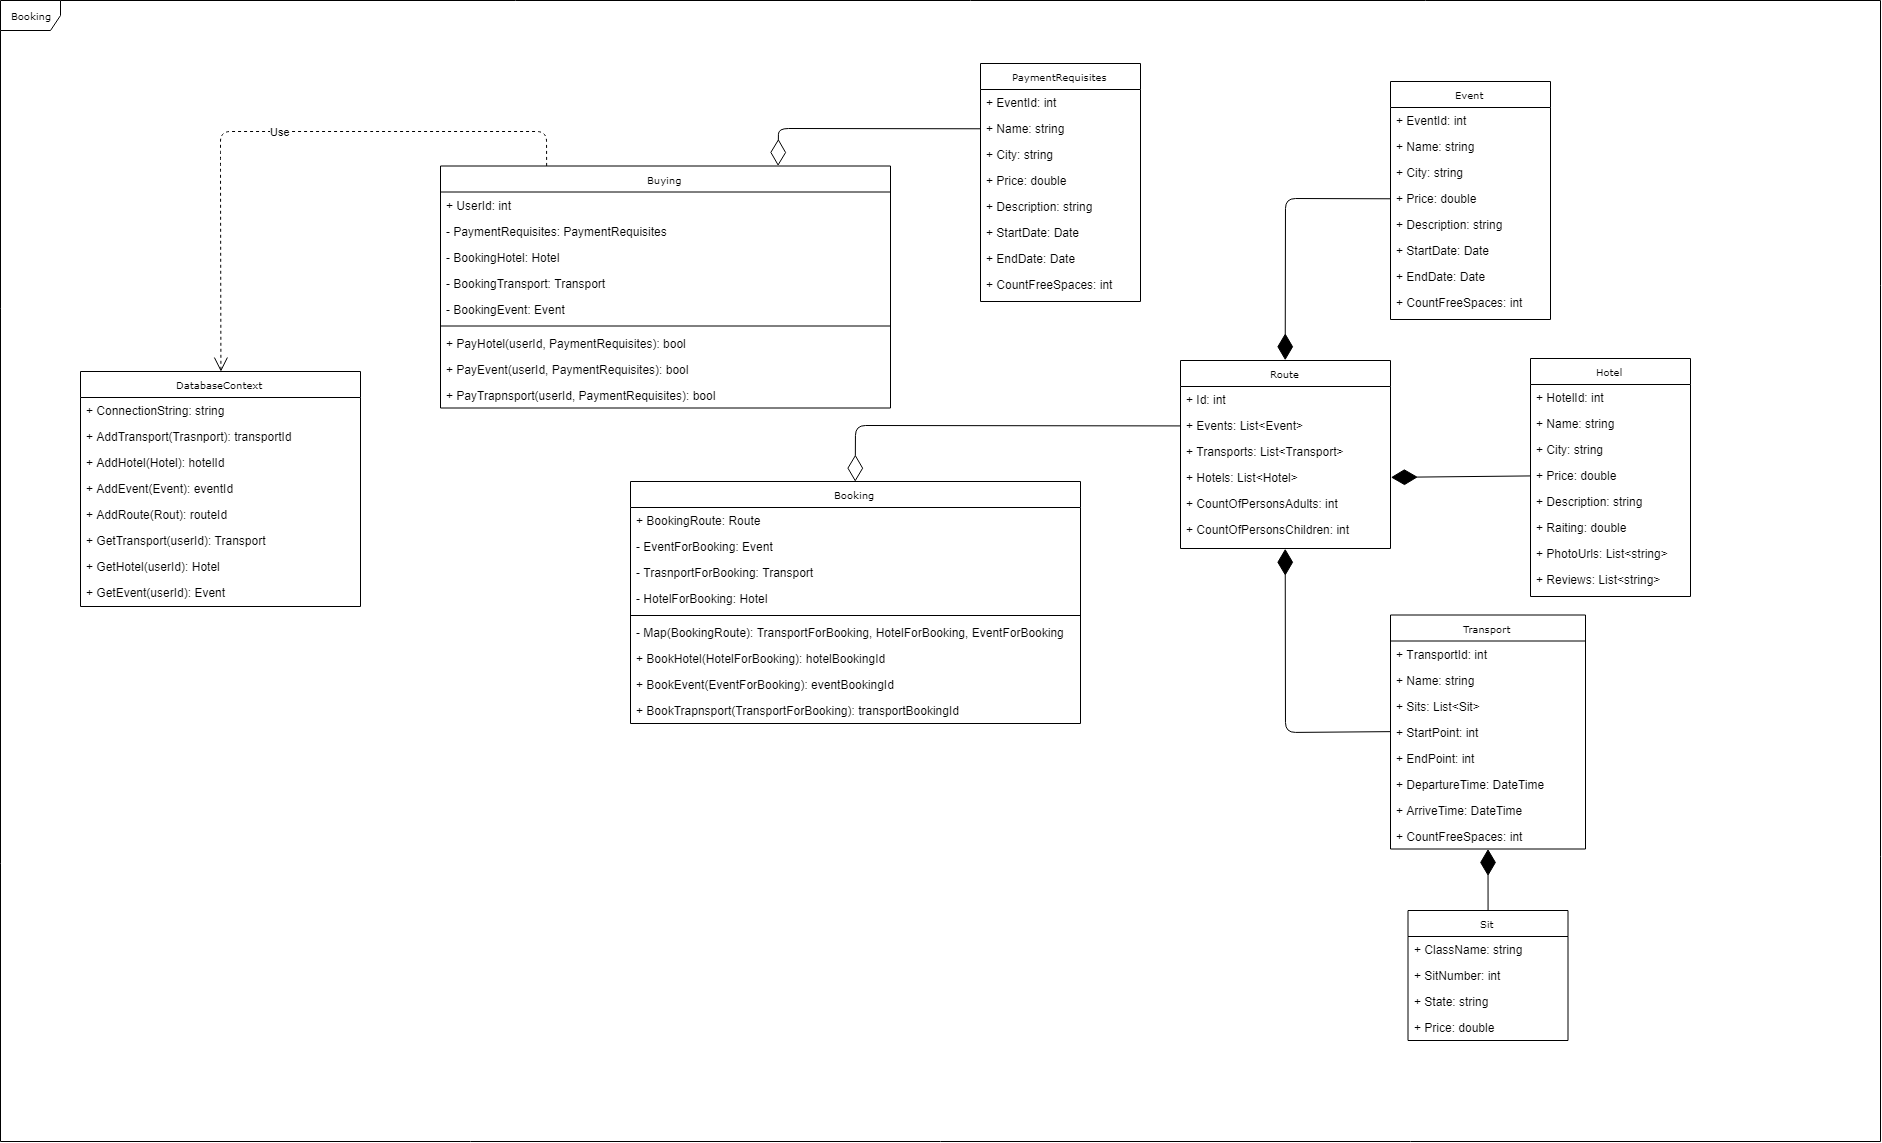 Booking
Use
PaymentRequisites
+ EventId: int
+ Name: string
+ City: string
+ Price: double
+ Description: string
+ StartDate: Date
+ EndDate: Date
+ CountFreeSpaces: int
Event
+ EventId: int
+ Name: string
+ City: string
+ Price: double
+ Description: string
+ StartDate: Date
+ EndDate: Date
+ CountFreeSpaces: int
Buying
+ UserId: int
- PaymentRequisites: PaymentRequisites
- BookingHotel: Hotel
- BookingTransport: Transport
- BookingEvent: Event
+ PayHotel(userId, PaymentRequisites): bool
+ PayEvent(userId, PaymentRequisites): bool
+ PayTrapnsport(userId, PaymentRequisites): bool
DatabaseContext
+ ConnectionString: string
+ AddTransport(Trasnport): transportId
+ AddHotel(Hotel): hotelId
+ AddEvent(Event): eventId
+ AddRoute(Rout): routeId
+ GetTransport(userId): Transport
+ GetHotel(userId): Hotel
+ GetEvent(userId): Event
Route
+ Id: int
+ Events: List<Event>
+ Transports: List<Transport>
+ Hotels: List<Hotel>
+ CountOfPersonsAdults: int
+ CountOfPersonsChildren: int
Hotel
+ HotelId: int
+ Name: string
+ City: string
+ Price: double
+ Description: string
+ Raiting: double
+ PhotoUrls: List<string>
+ Reviews: List<string>
Booking
+ BookingRoute: Route
- EventForBooking: Event
- TrasnportForBooking: Transport
- HotelForBooking: Hotel
- Map(BookingRoute): TransportForBooking, HotelForBooking, EventForBooking
+ BookHotel(HotelForBooking): hotelBookingId
+ BookEvent(EventForBooking): eventBookingId
+ BookTrapnsport(TransportForBooking): transportBookingId
Transport
+ TransportId: int
+ Name: string
+ Sits: List<Sit>
+ StartPoint: int
+ EndPoint: int
+ DepartureTime: DateTime
+ ArriveTime: DateTime
+ CountFreeSpaces: int
Sit
+ ClassName: string
+ SitNumber: int
+ State: string
+ Price: double